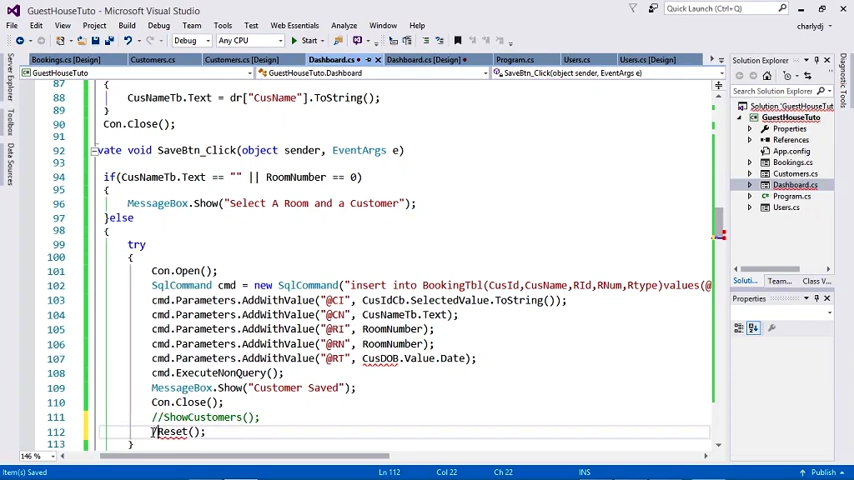 GuestHouseTuto - Microsoft Visual Studio
Quick Launch (Ctrl+Q)
File Edit View Project Build Debug Team Tools Test Web Essentials Analyze Window Help
charlydj
Debug Any CPU Start
Bookings.cs [Design] Customers.cs Customers.cs [Design] Dashboard.cs Dashboard.cs [Design] Program.cs Users.cs Users.cs [Design]
GuestHouseTuto GuestHouseTuto.Dashboard SaveBtn_Click(object sender, EventArgs e)
Server Explorer
Toolbox
Data Sources
87 {
88 CusNameTb.Text = dr["CusName"].ToString();
89 }
90 Con.Close();
91
92 vate void SaveBtn_Click(object sender, EventArgs e)
93
94 if(CusNameTb.Text == "" || RoomNumber == 0)
95 {
96 MessageBox.Show("Select A Room and a Customer");
97 }else
98 {
99 try
100 {
101 Con.Open();
102 SqlCommand cmd = new SqlCommand("insert into BookingTbl(CusId,CusName,RId,RNum,Rtype)values(@
103 cmd.Parameters.AddWithValue("@CI", CusIdCb.SelectedValue.ToString());
104 cmd.Parameters.AddWithValue("@CN", CusNameTb.Text);
105 cmd.Parameters.AddWithValue("@RI", RoomNumber);
106 cmd.Parameters.AddWithValue("@RN", RoomNumber);
107 cmd.Parameters.AddWithValue("@RT", CusDOB.Value.Date);
108 cmd.ExecuteNonQuery();
109 MessageBox.Show("Customer Saved");
110 Con.Close();
111 //ShowCustomers();
112 /Reset();
113 }
146 %
Solution Explorer
Search Solution Explorer
Solution 'GuestHouseTut
GuestHouseTuto
Properties
References
App.config
Bookings.cs
Customers.cs
Dashboard.cs
Program.cs
Users.cs
Soluti... Team... Class V...
Properties
Diagnostic Tools
Item(s) Saved Ln 112 Col 22 Ch 22 INS Publish